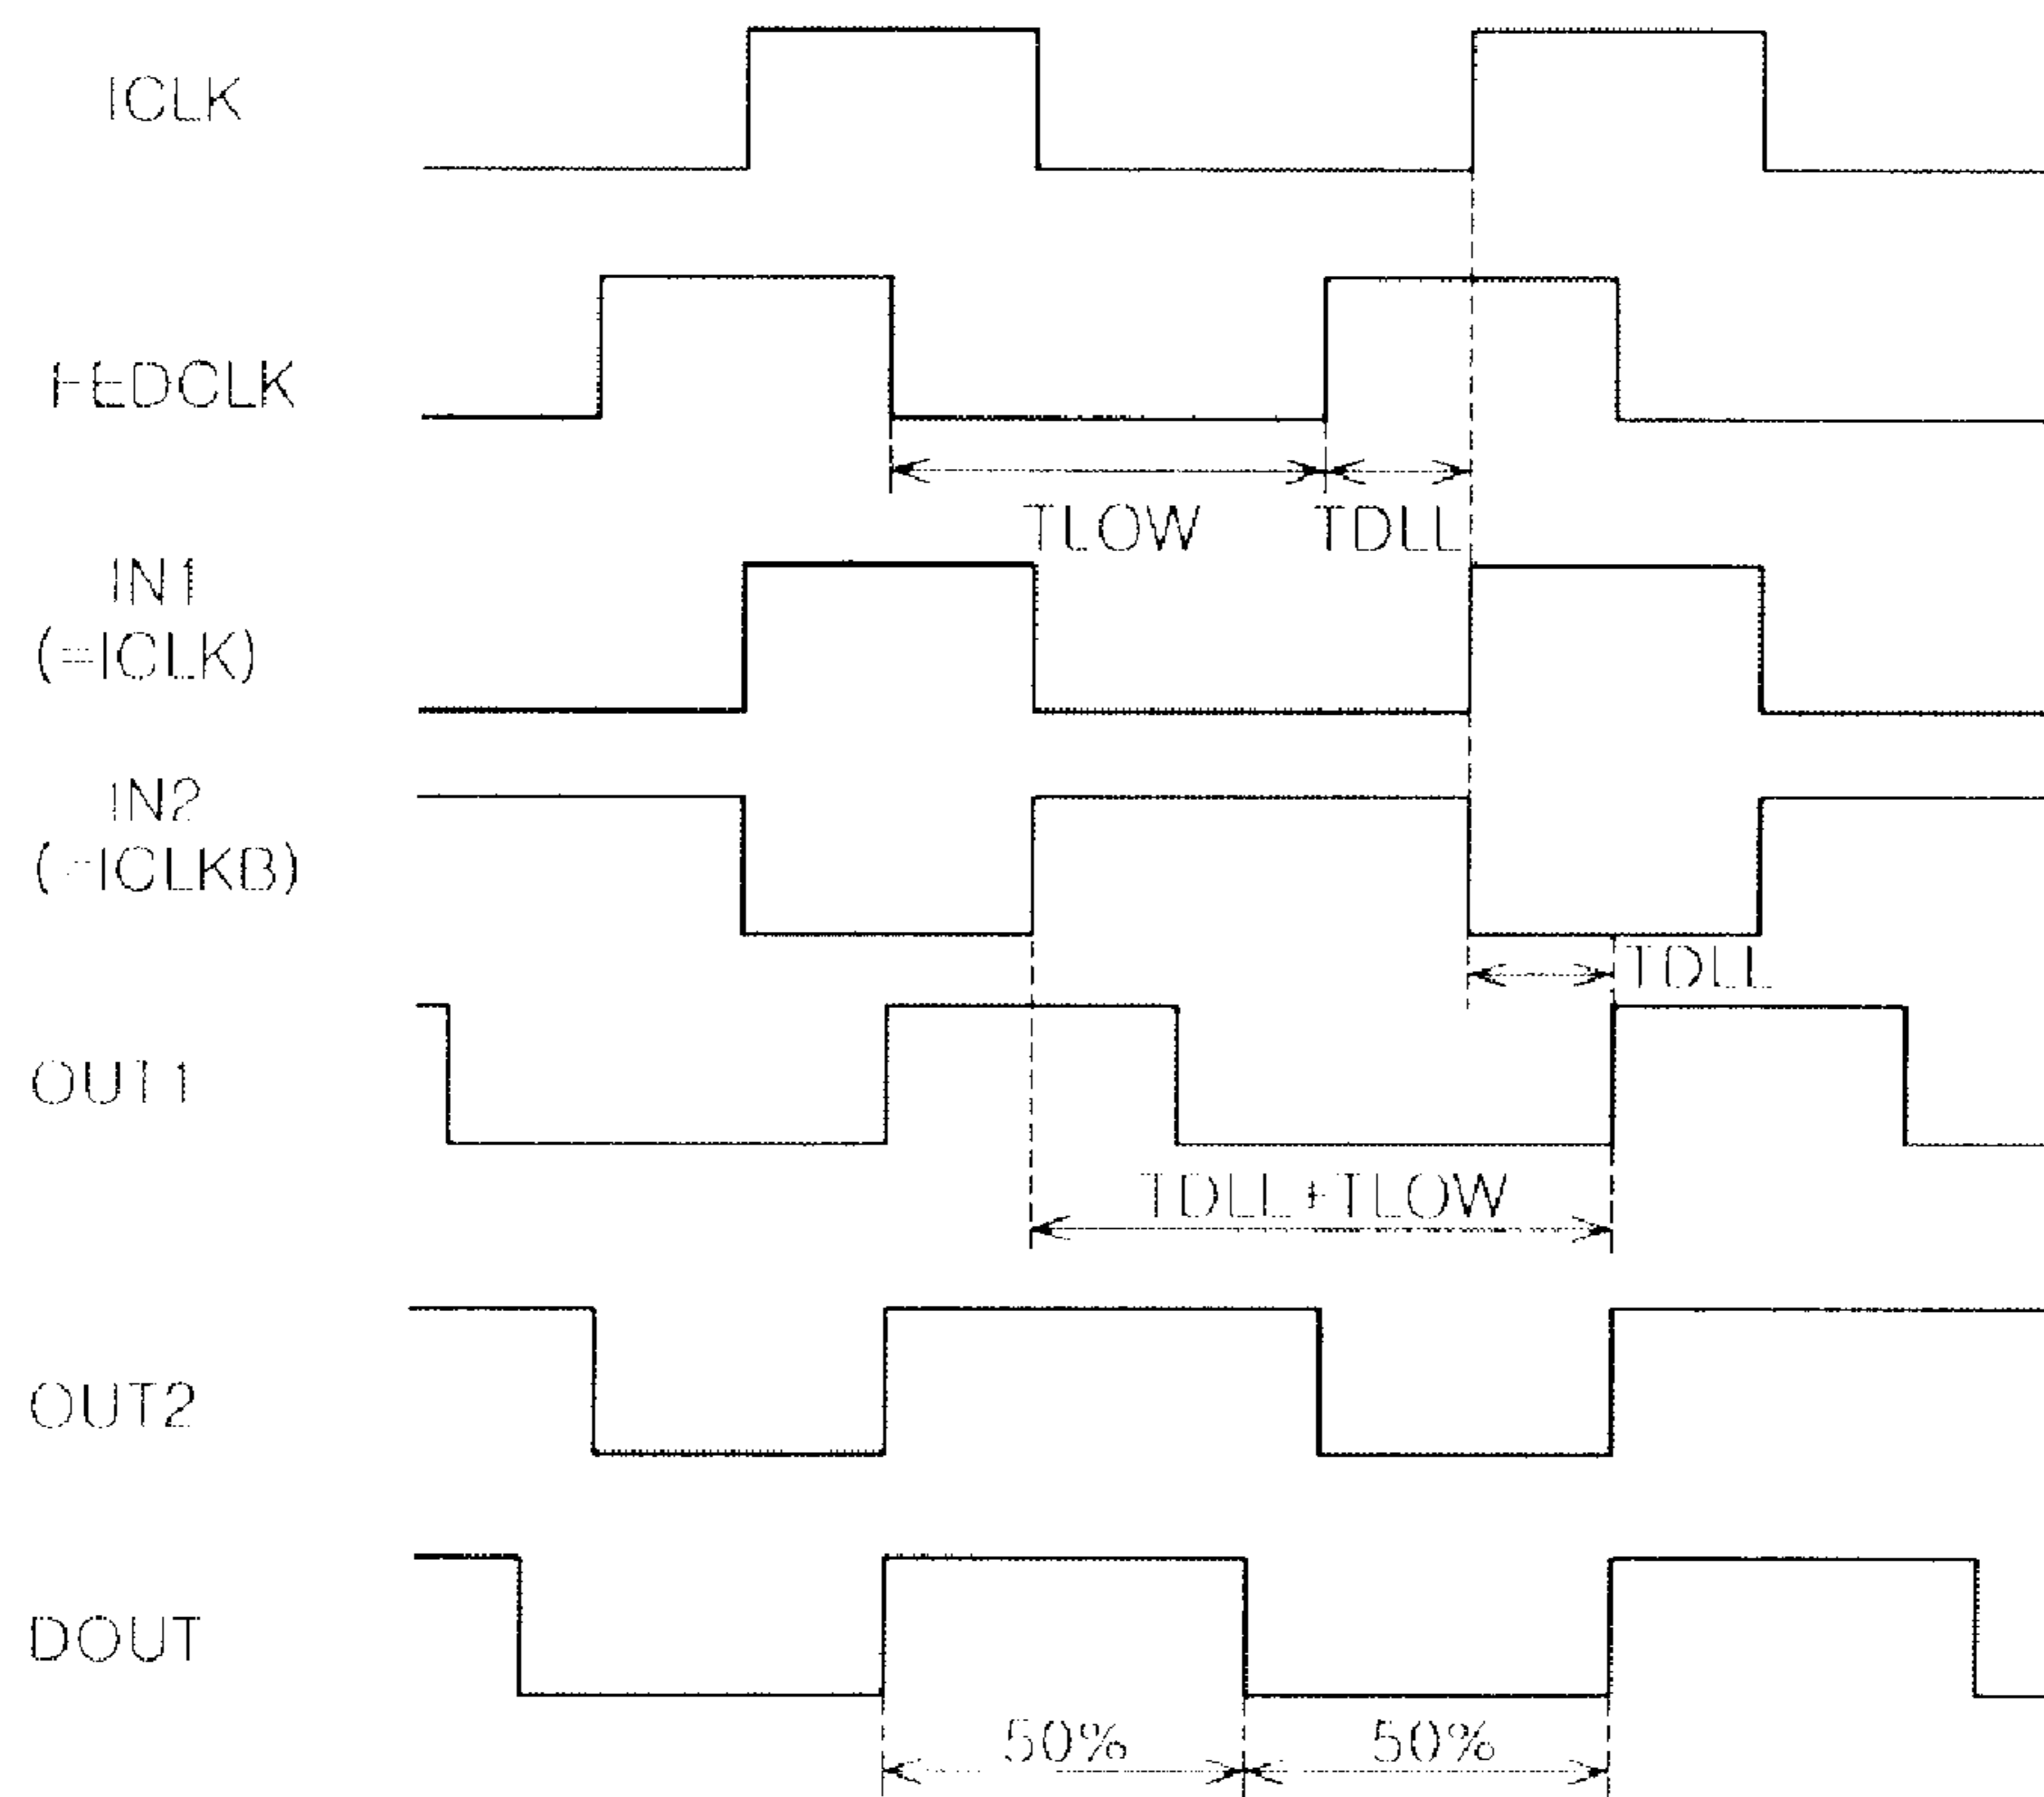 ICLK
FEDCLK
TLOW TDLL
IN1
(=ICLK)
IN2
(=ICLKB)
TDLL
OUT1
TDLL+TLOW
OUT2
DOUT
50% 50%